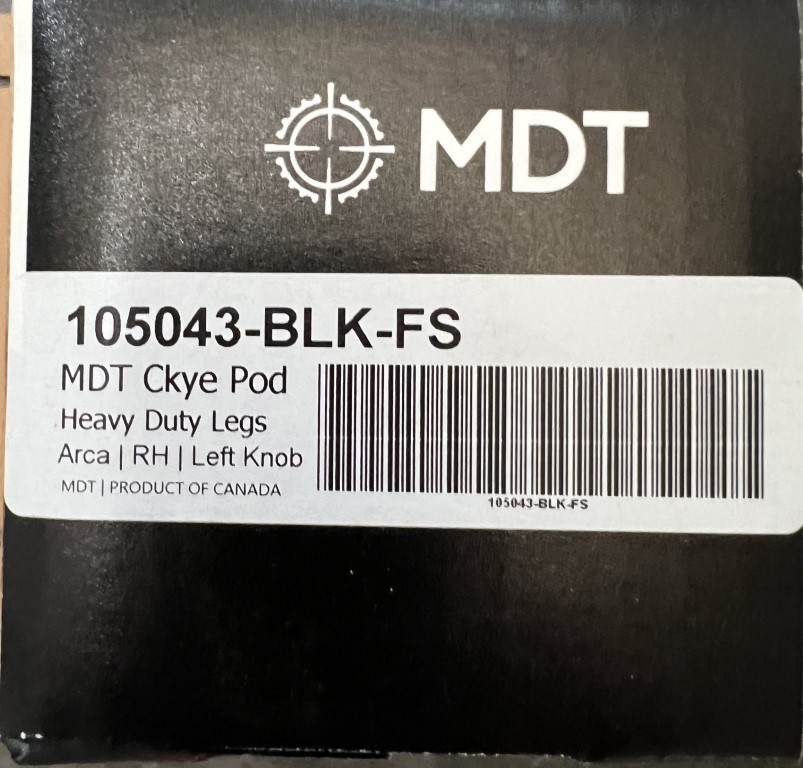 MDT
105043-BLK-FS
MDT Ckye Pod
Heavy Duty Legs
Arca | RH | Left Knob
MDT | PRODUCT OF CANADA
105043-BLK-FS